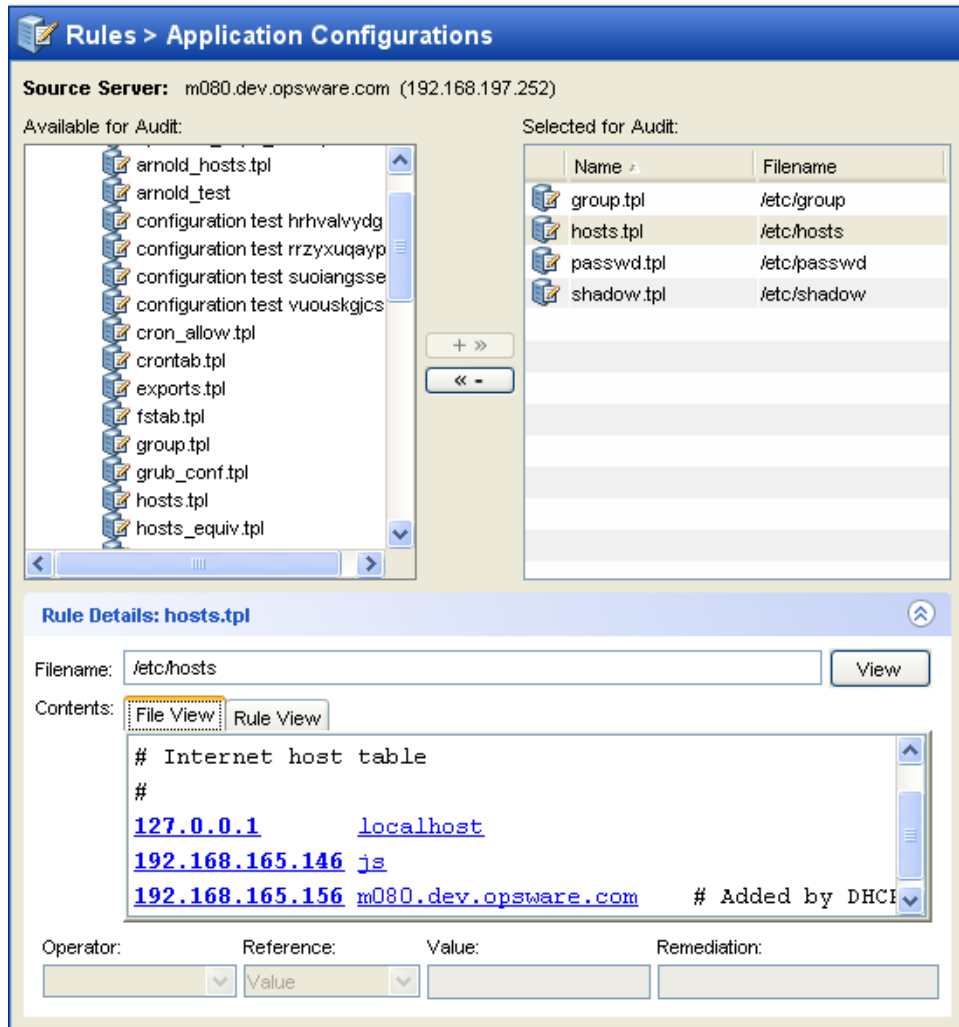 Rules > Application Configurations
Source Server: m080.dev.opsware.com (192.168.197.252)
Available for Audit:
arnold_hosts.tpl
arnold_test
configuration test hrhvalvydg
configuration test rrzyxuqayp
configuration test suoiangsse
configuration test vuouskgjcs
cron_allow.tpl
crontab.tpl
exports.tpl
fstab.tpl
group.tpl
grub_conf.tpl
hosts.tpl
hosts_equiv.tpl
+ »
« -
Selected for Audit:
Name Filename
group.tpl /etc/group
hosts.tpl /etc/hosts
passwd.tpl /etc/passwd
shadow.tpl /etc/shadow
Rule Details: hosts.tpl
Filename: /etc/hosts View
Contents: File View Rule View
# Internet host table
#
127.0.0.1 localhost
192.168.165.146 js
192.168.165.156 m080.dev.opsware.com # Added by DHCP
Operator: Reference: Value: Remediation:
Value